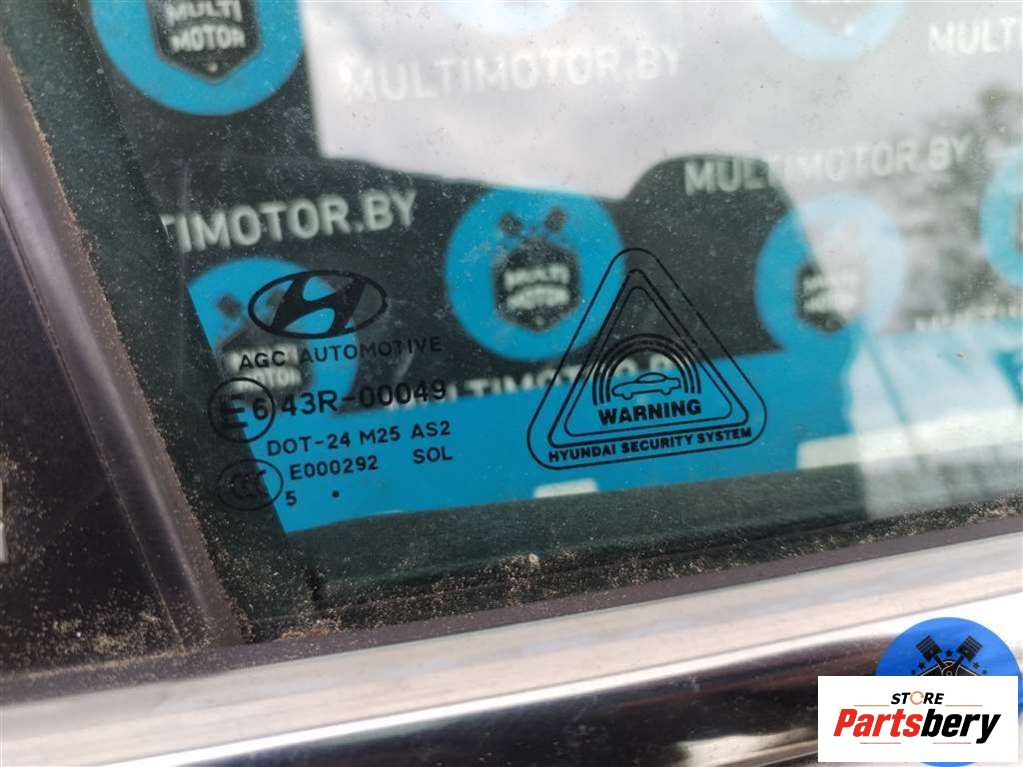 MULTI
MOTOR
MULTIMOTOR.BY
MULTI
MULTIMOTOR.BY
TIMOTOR.BY
MULTI
MOTOR
AGC AUTOMOTIVE
E6 43R-00049
DOT-24 M25 AS2
CCC E000292 SOL
5 .
WARNING
HYUNDAI SECURITY SYSTEM
STORE
Partsbery